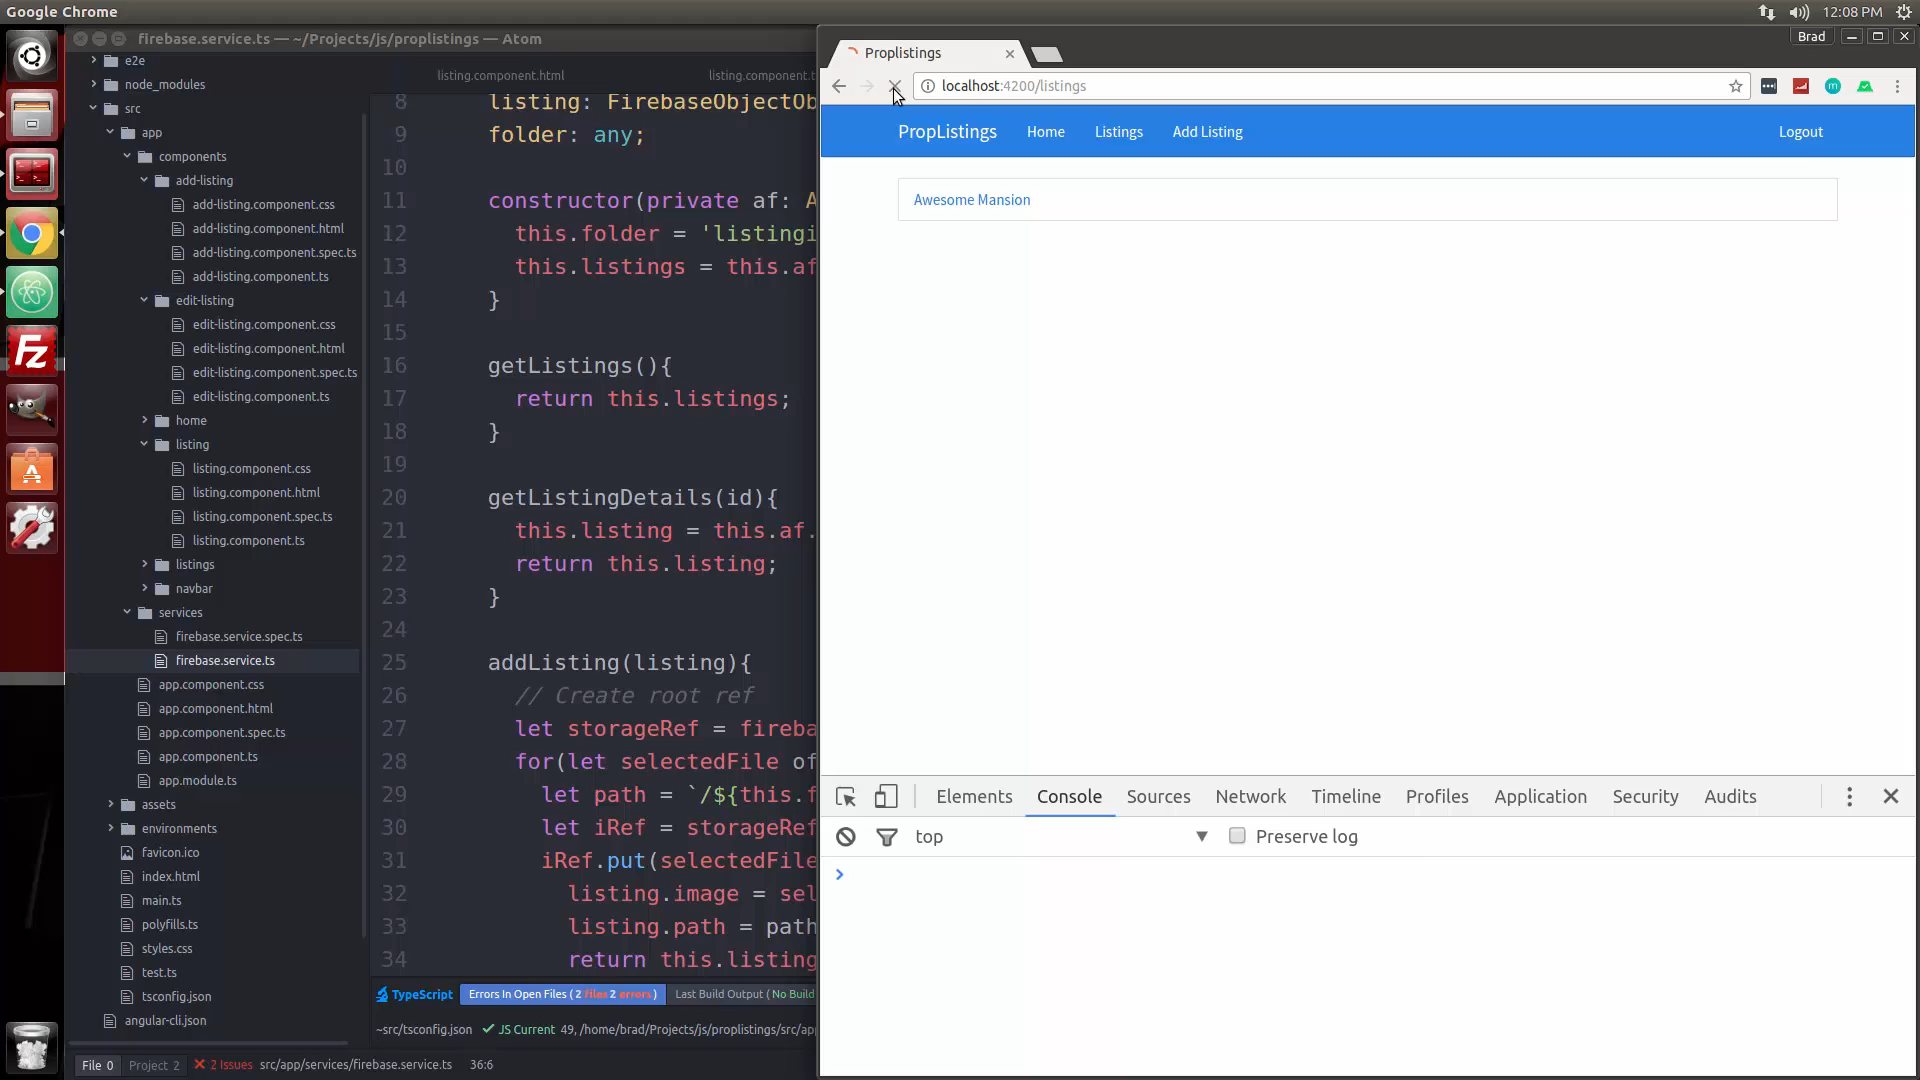 Google Chrome
12:08 PM
firebase.service.ts — ~/Projects/js/proplistings — Atom
e2e
node_modules
src
app
components
add-listing
add-listing.component.css
add-listing.component.html
add-listing.component.spec.ts
add-listing.component.ts
edit-listing
edit-listing.component.css
edit-listing.component.html
edit-listing.component.spec.ts
edit-listing.component.ts
home
listing
listing.component.css
listing.component.html
listing.component.spec.ts
listing.component.ts
listings
navbar
services
firebase.service.spec.ts
firebase.service.ts
app.component.css
app.component.html
app.component.spec.ts
app.component.ts
app.module.ts
assets
environments
favicon.ico
index.html
main.ts
polyfills.ts
styles.css
test.ts
tsconfig.json
angular-cli.json
File 0 Project 2 2 Issues src/app/services/firebase.service.ts 36:6
listing.component.html listing.component.t
8 listing: FirebaseObjectOb
9 folder: any;
10
11 constructor(private af: A
12 this.folder = 'listingi
13 this.listings = this.af
14 }
15
16 getListings(){
17 return this.listings;
18 }
19
20 getListingDetails(id){
21 this.listing = this.af.
22 return this.listing;
23 }
24
25 addListing(listing){
26 // Create root ref
27 let storageRef = fireba
28 for(let selectedFile of
29 let path = `/${this.f
30 let iRef = storageRef
31 iRef.put(selectedFile
32 listing.image = sel
33 listing.path = path
34 return this.listing
TypeScript Errors In Open Files ( 2 files 2 errors ) Last Build Output ( No Build
~src/tsconfig.json JS Current 49, /home/brad/Projects/js/proplistings/src/app
Brad
Proplistings
localhost:4200/listings
PropListings Home Listings Add Listing Logout
Awesome Mansion
Elements Console Sources Network Timeline Profiles Application Security Audits
top Preserve log